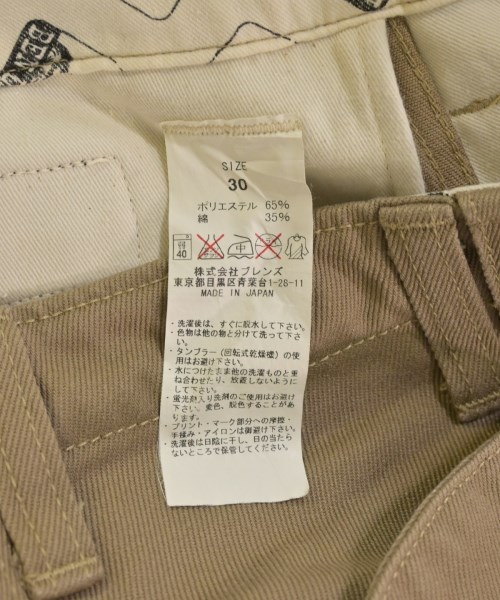 BEN
SIZE
30
ポリエステル 65%
綿 35%
40
中
株式会社ブレンズ
東京都目黒区青葉台1-28-11
MADE IN JAPAN
・洗濯後は、すぐに脱水して下さい。
・色物は他の物と分けて洗って下さい。
・タンブラー（回転式乾燥機）の使用はお避け下さい。
・水につけたまま他の洗濯ものと重ね合わせたり、放置しないようにして下さい。
・蛍光剤入り洗剤のご使用はお避け下さい。変色、脱色することがあります。
・プリント・マーク部分への摩擦・手揉み・アイロンは御避け下さい。
・洗濯後は日陰に干し、日の当たらないところで保管してください。